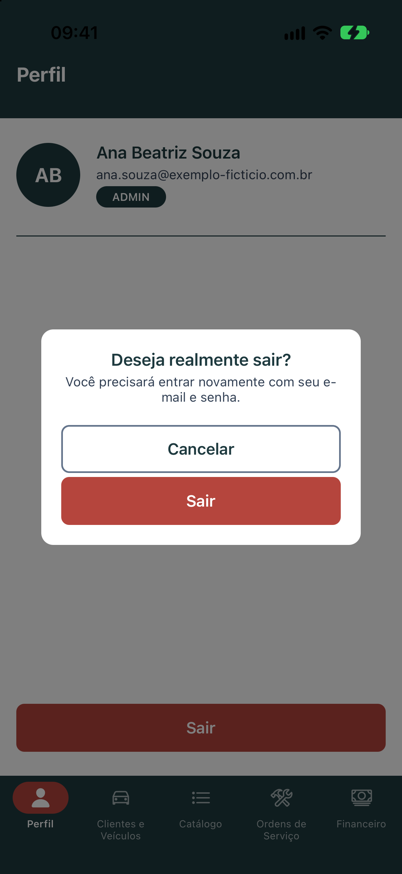 09:41
Perfil
AB
Ana Beatriz Souza
ana.souza@exemplo-ficticio.com.br
ADMIN
Deseja realmente sair?
Você precisará entrar novamente com seu e-
mail e senha.
Cancelar
Sair
Sair
Perfil
Clientes e
Veículos
Catálogo
Ordens de
Serviço
Financeiro